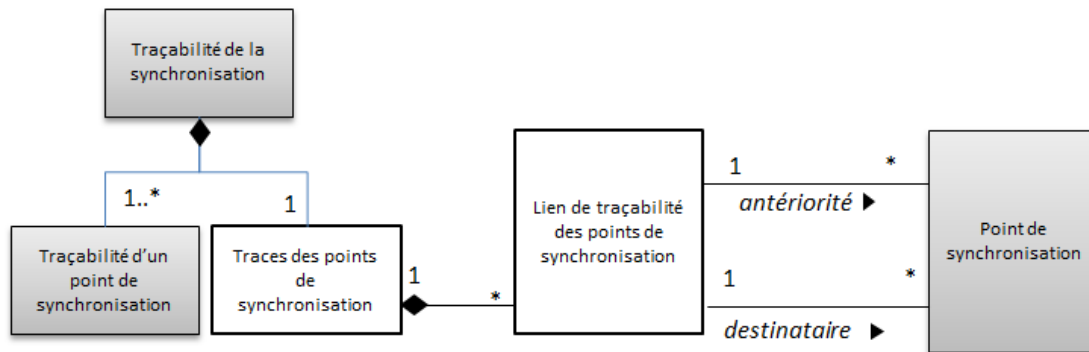 Traçabilité de la
synchronisation
1..*
1
Traçabilité d'un
point de
synchronisation
Traces des points
de
synchronisation
1
*
Lien de traçabilité
des points de
synchronisation
1
*
antériorité ▶
1
*
destinataire ▶
Point de
synchronisation